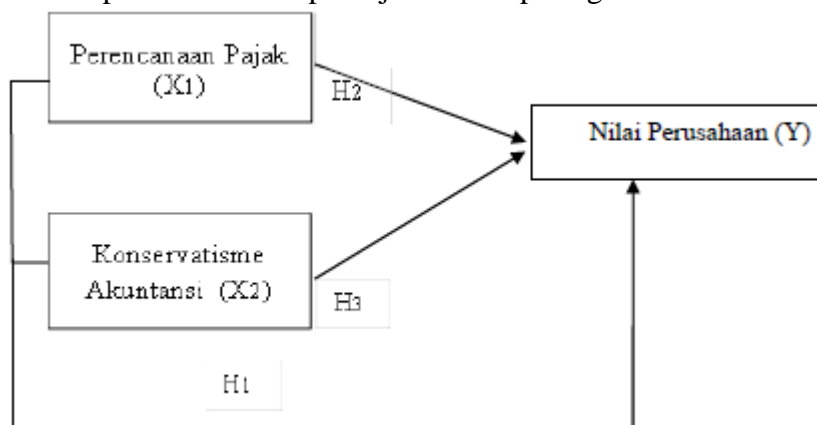 Perencanaan Pajak
(X1)
H2
Nilai Perusahaan (Y)
Konservatisme
Akuntansi (X2)
H3
H1